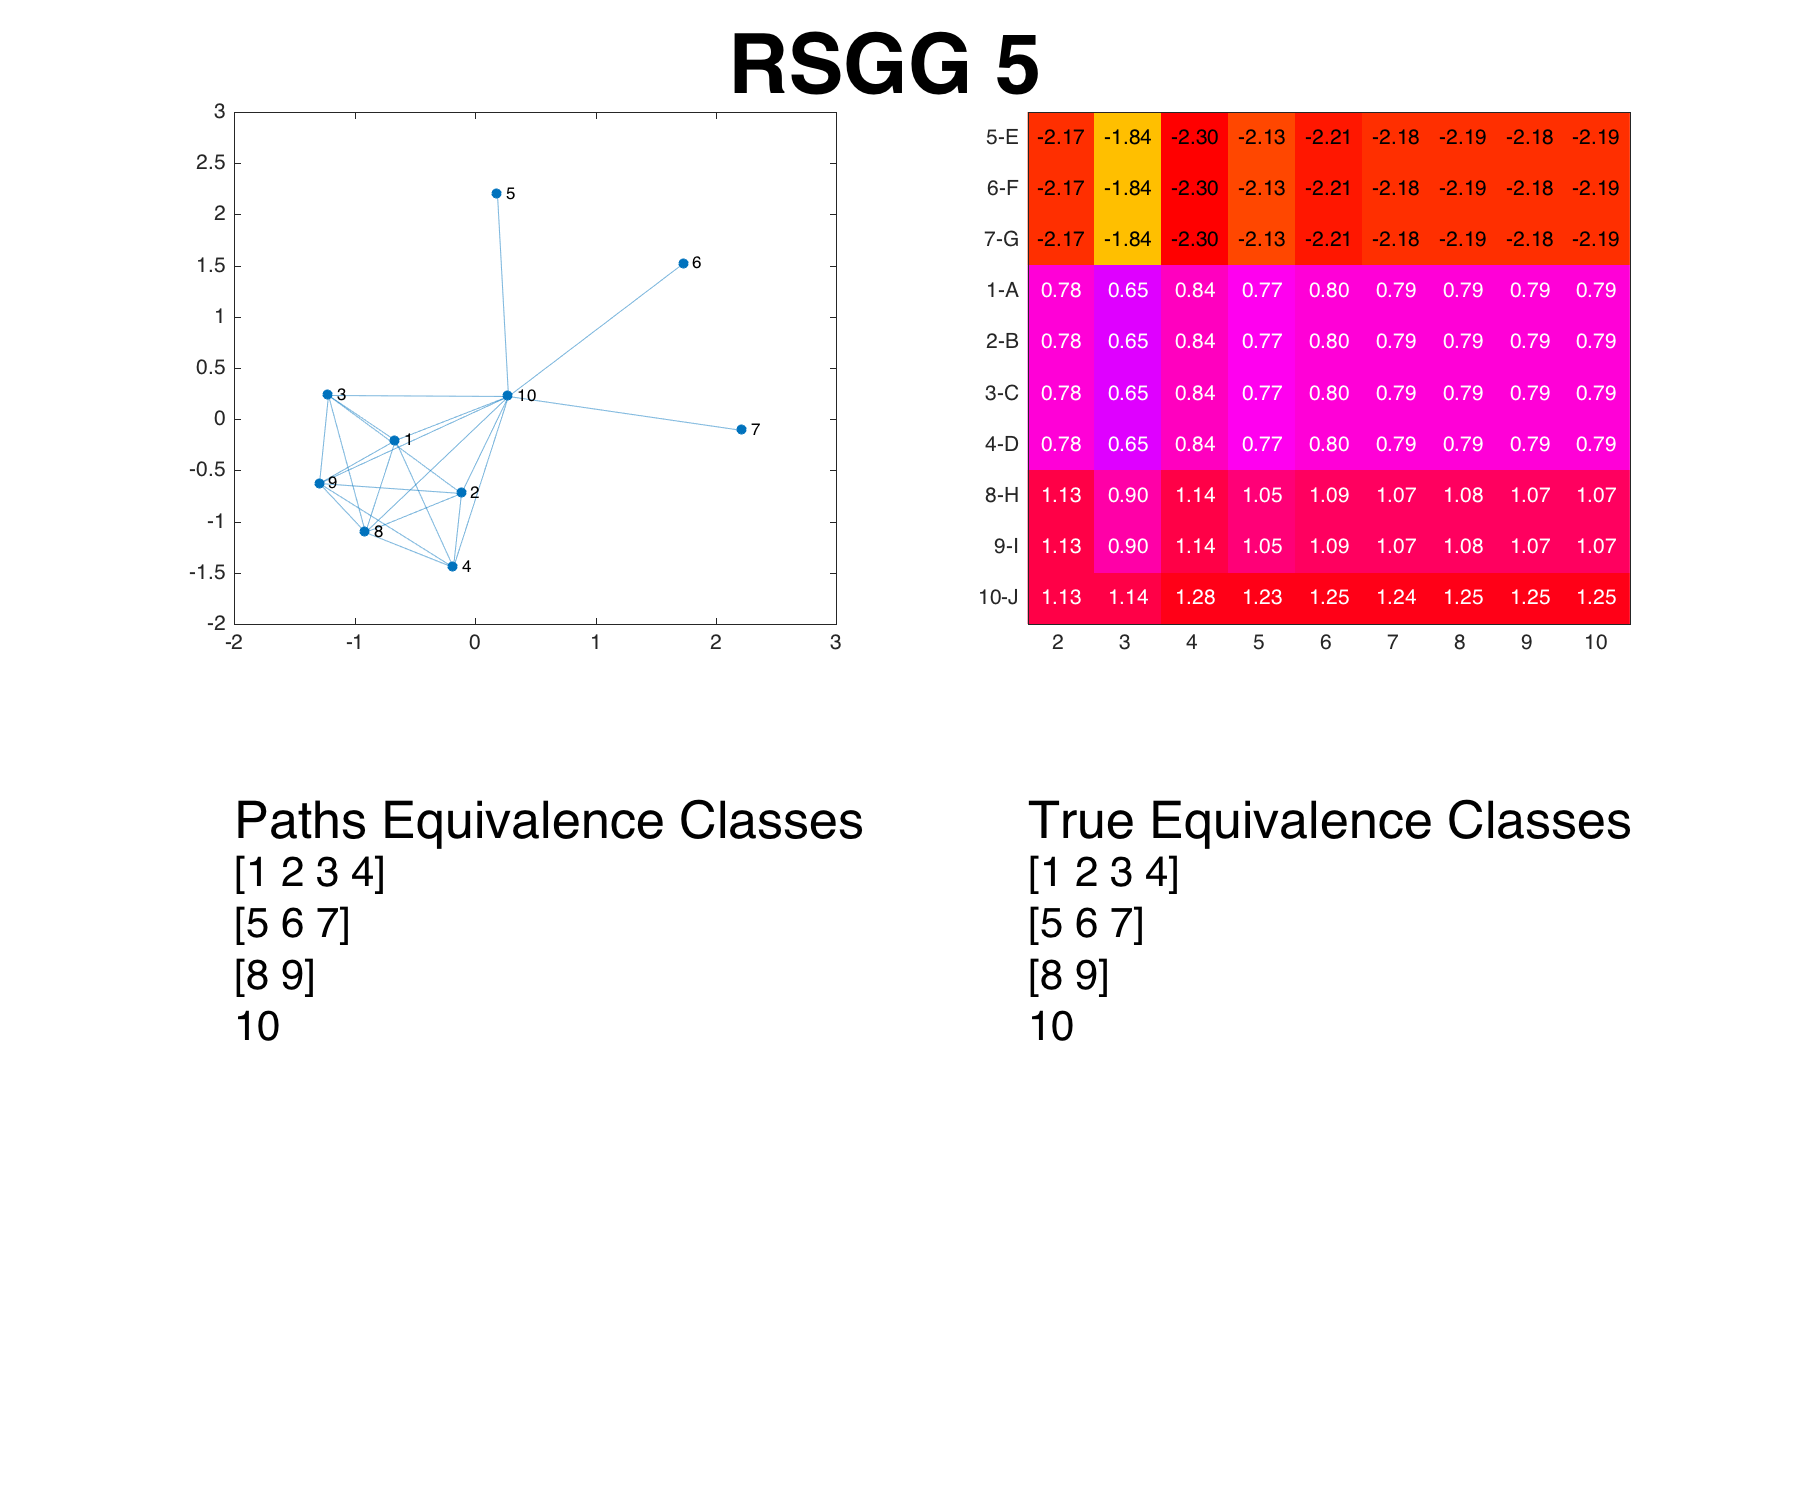 RSGG 5
3
2.5
2
1.5
1
0.5
0
-0.5
-1
-1.5
-2
-2 -1 0 1 2 3
5
6
3
10
1
7
9
2
8
4
5-E -2.17 -1.84 -2.30 -2.13 -2.21 -2.18 -2.19 -2.18 -2.19
6-F -2.17 -1.84 -2.30 -2.13 -2.21 -2.18 -2.19 -2.18 -2.19
7-G -2.17 -1.84 -2.30 -2.13 -2.21 -2.18 -2.19 -2.18 -2.19
1-A 0.78 0.65 0.84 0.77 0.80 0.79 0.79 0.79 0.79
2-B 0.78 0.65 0.84 0.77 0.80 0.79 0.79 0.79 0.79
3-C 0.78 0.65 0.84 0.77 0.80 0.79 0.79 0.79 0.79
4-D 0.78 0.65 0.84 0.77 0.80 0.79 0.79 0.79 0.79
8-H 1.13 0.90 1.14 1.05 1.09 1.07 1.08 1.07 1.07
9-I 1.13 0.90 1.14 1.05 1.09 1.07 1.08 1.07 1.07
10-J 1.13 1.14 1.28 1.23 1.25 1.24 1.25 1.25 1.25
2 3 4 5 6 7 8 9 10
Paths Equivalence Classes
[1 2 3 4]
[5 6 7]
[8 9]
10
True Equivalence Classes
[1 2 3 4]
[5 6 7]
[8 9]
10